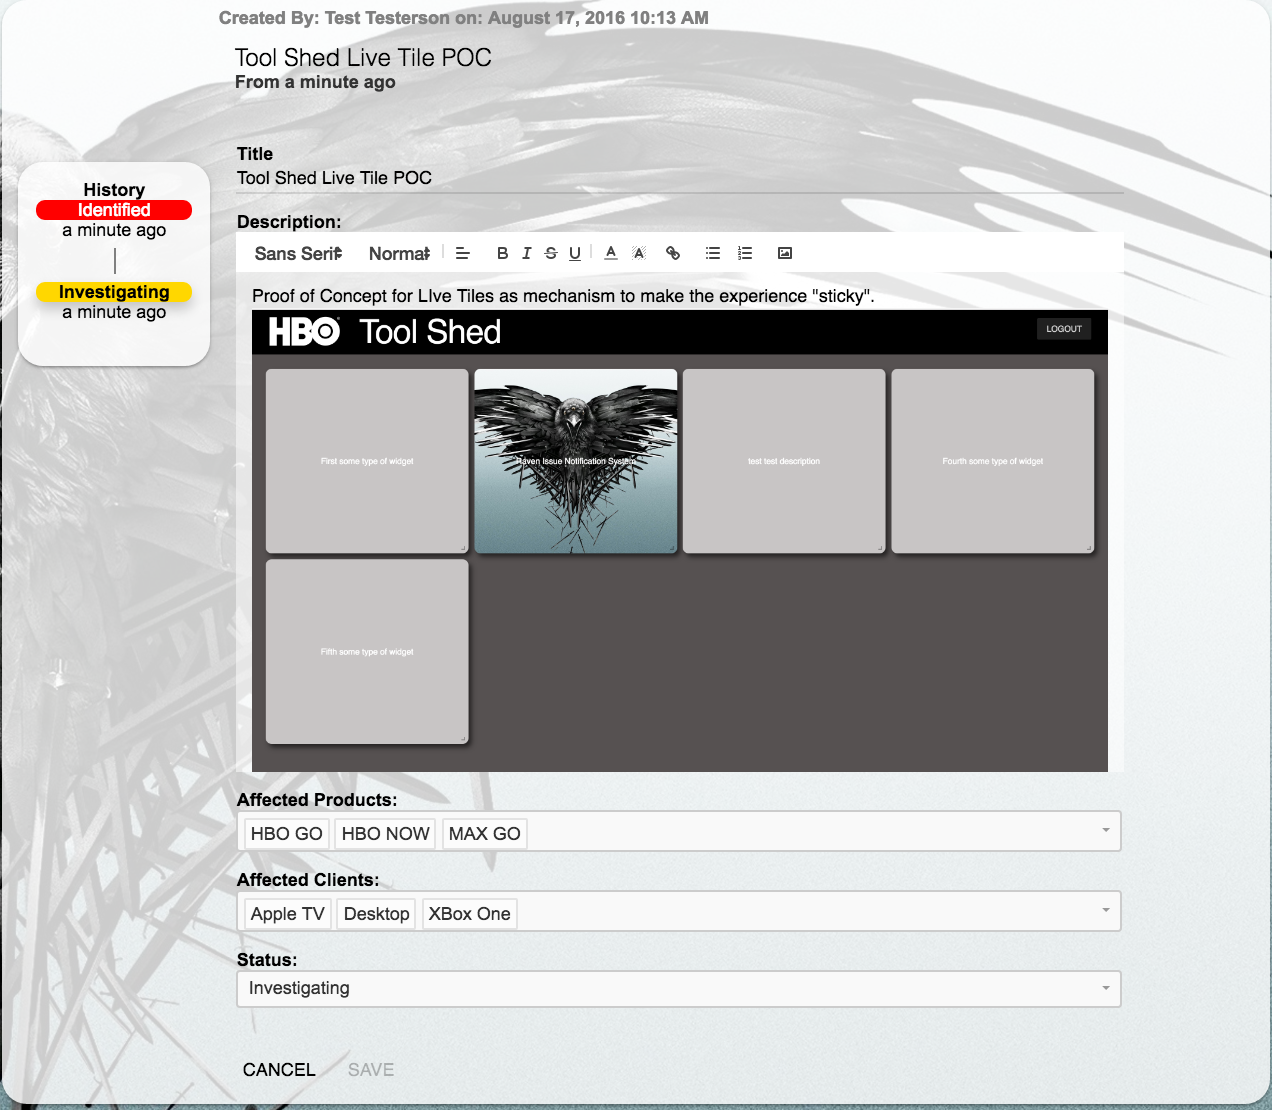 Created By: Test Testerson on: August 17, 2016 10:13 AM
Tool Shed Live Tile POC
From a minute ago
History
Identified
a minute ago
Investigating
a minute ago
Title
Tool Shed Live Tile POC
Description:
Sans Serif Normal B I S U A A
Proof of Concept for LIve Tiles as mechanism to make the experience "sticky".
HBO Tool Shed LOGOUT
First some type of widget
Raven Issue Notification System
test test description
Fourth some type of widget
Fifth some type of widget
Affected Products:
HBO GO HBO NOW MAX GO
Affected Clients:
Apple TV Desktop XBox One
Status:
Investigating
CANCEL SAVE